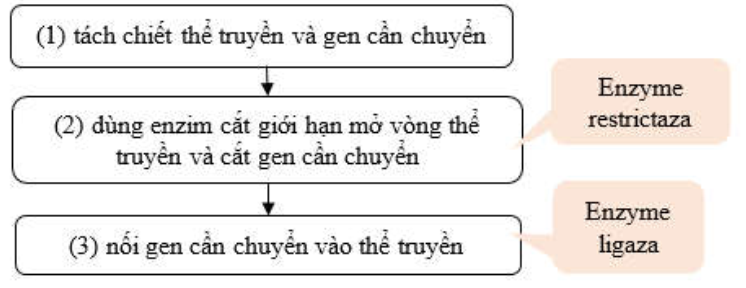 (1) tách chiết thể truyền và gen cần chuyển
Enzyme
restrictaza
(2) dùng enzim cắt giới hạn mở vòng thể
truyền và cắt gen cần chuyển
Enzyme
ligaza
(3) nối gen cần chuyển vào thể truyền